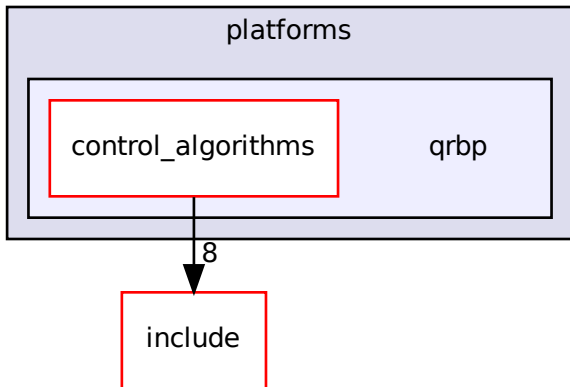 platforms
control_algorithms
qrbp
8
include